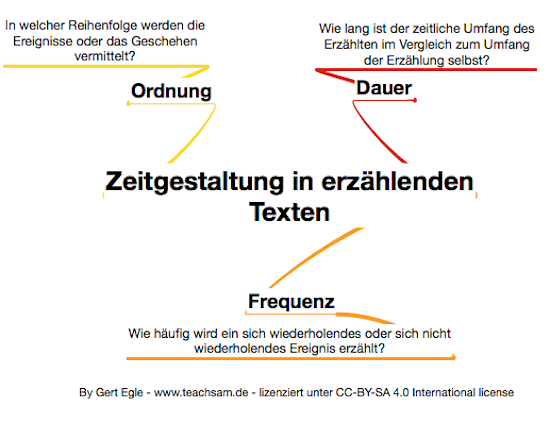 In welcher Reihenfolge werden die
Ereignisse oder das Geschehen
vermittelt?
Ordnung
Wie lang ist der zeitliche Umfang des
Erzählten im Vergleich zum Umfang
der Erzählung selbst?
Dauer
Zeitgestaltung in erzählenden
Texten
Frequenz
Wie häufig wird ein sich wiederholendes oder sich nicht
wiederholendes Ereignis erzählt?
By Gert Egle - www.teachsam.de - lizenziert unter CC-BY-SA 4.0 International license